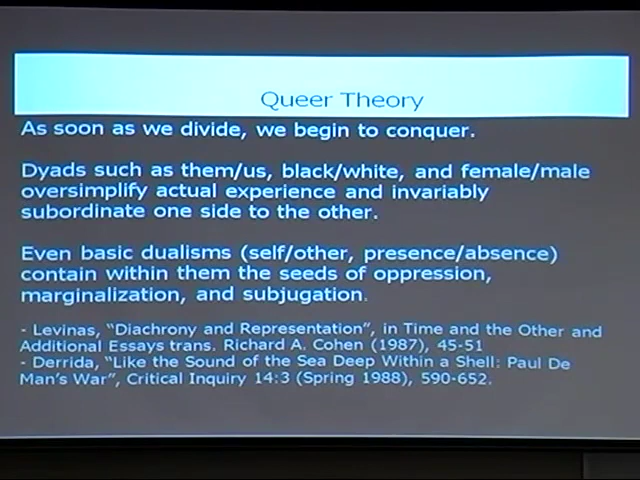 Queer Theory
As soon as we divide, we begin to conquer.
Dyads such as them/us, black/white, and female/male
oversimplify actual experience and invariably
subordinate one side to the other.
Even basic dualisms (self/other, presence/absence)
contain within them the seeds of oppression,
marginalization, and subjugation.
- Levinas, "Diachrony and Representation", in Time and the Other and
Additional Essays trans. Richard A. Cohen (1987), 45-51
- Derrida, "Like the Sound of the Sea Deep Within a Shell: Paul De
Man's War", Critical Inquiry 14:3 (Spring 1988), 590-652.